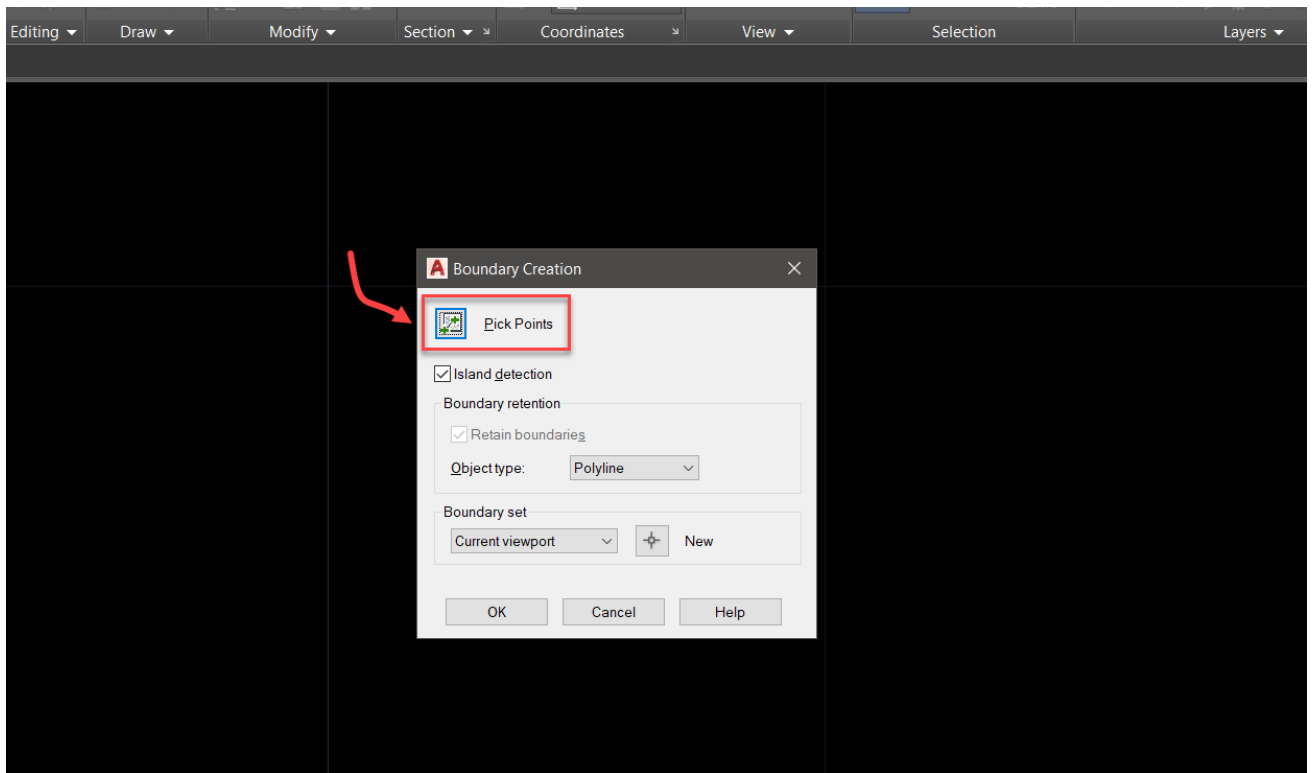 Editing Draw Modify Section Coordinates View Selection Layers
Boundary Creation
Pick Points
Island detection
Boundary retention
Retain boundaries
Object type: Polyline
Boundary set
Current viewport New
OK Cancel Help